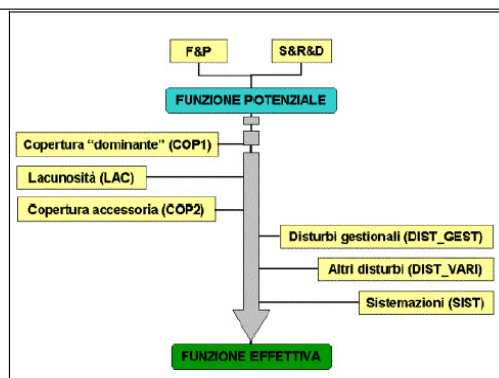 F&P
S&R&D
FUNZIONE POTENZIALE
Copertura “dominante” (COP1)
Lacunosità (LAC)
Copertura accessoria (COP2)
Disturbi gestionali (DIST_GEST)
Altri disturbi (DIST_VARI)
Sistemazioni (SIST)
FUNZIONE EFFETTIVA